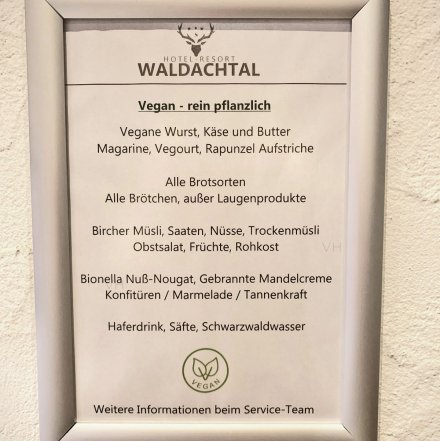 HOTEL-RESORT
WALDACHTAL
Vegan - rein pflanzlich
Vegane Wurst, Käse und Butter
Magarine, Vegourt, Rapunzel Aufstriche
Alle Brotsorten
Alle Brötchen, außer Laugenprodukte
Bircher Müsli, Saaten, Nüsse, Trockenmüsli
Obstsalat, Früchte, Rohkost
VH
Bionella Nuß-Nougat, Gebrannte Mandelcreme
Konfitüren / Marmelade / Tannenkraft
Haferdrink, Säfte, Schwarzwaldwasser
VEGAN
Weitere Informationen beim Service-Team